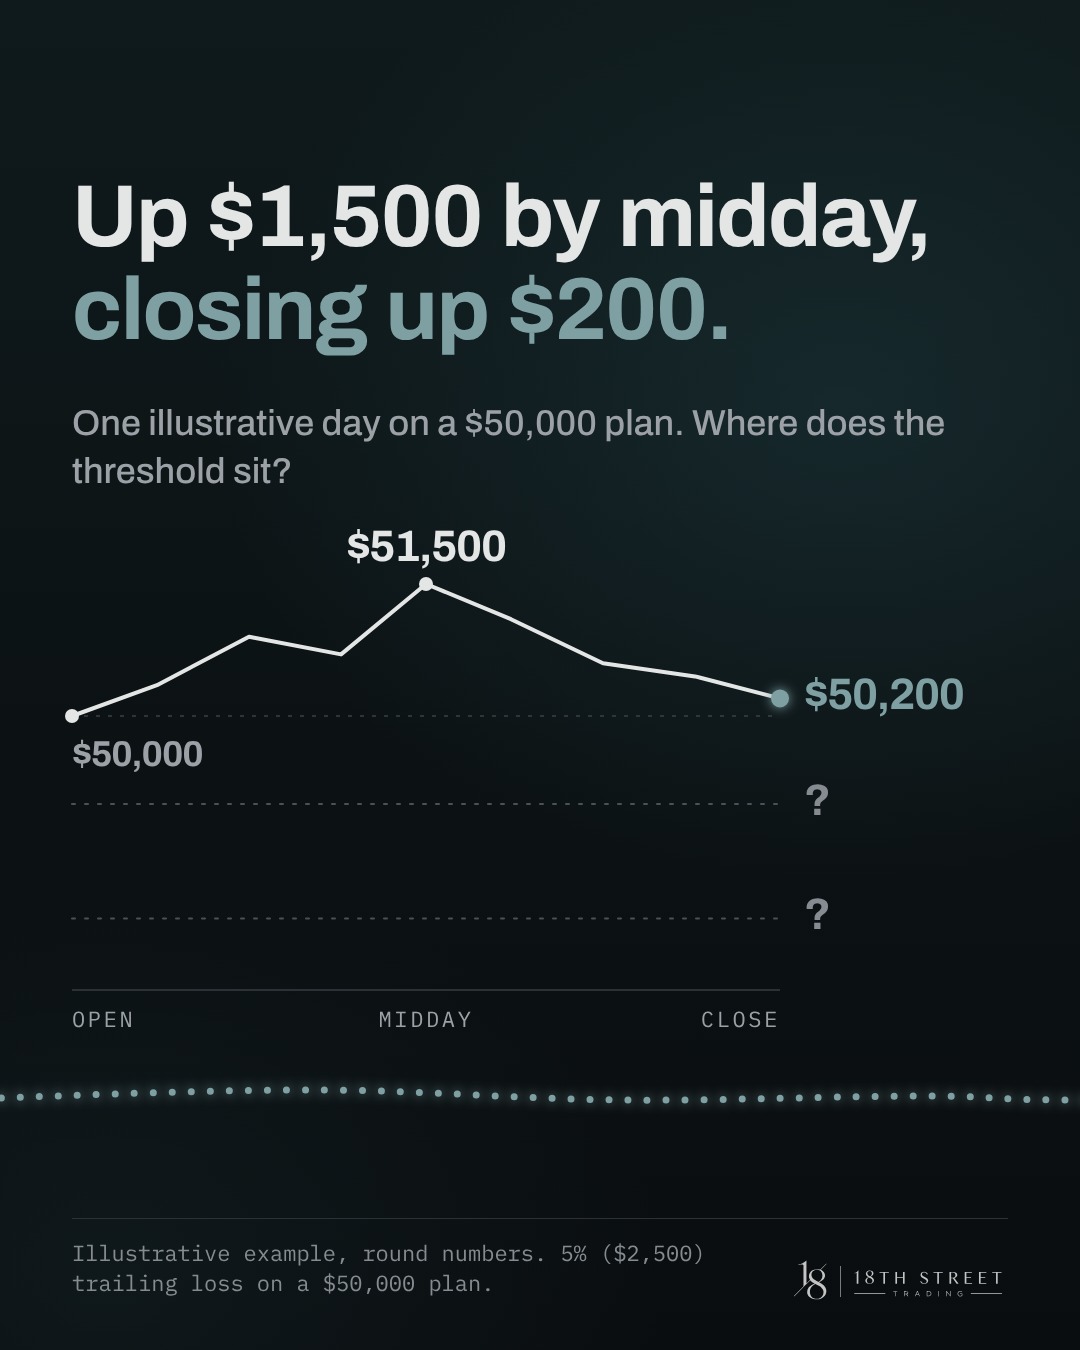 Up $1,500 by midday,
closing up $200.
One illustrative day on a $50,000 plan. Where does the
threshold sit?
$51,500
$50,200
$50,000
?
?
OPEN MIDDAY CLOSE
Illustrative example, round numbers. 5% ($2,500)
trailing loss on a $50,000 plan.
18 18TH STREET
TRADING